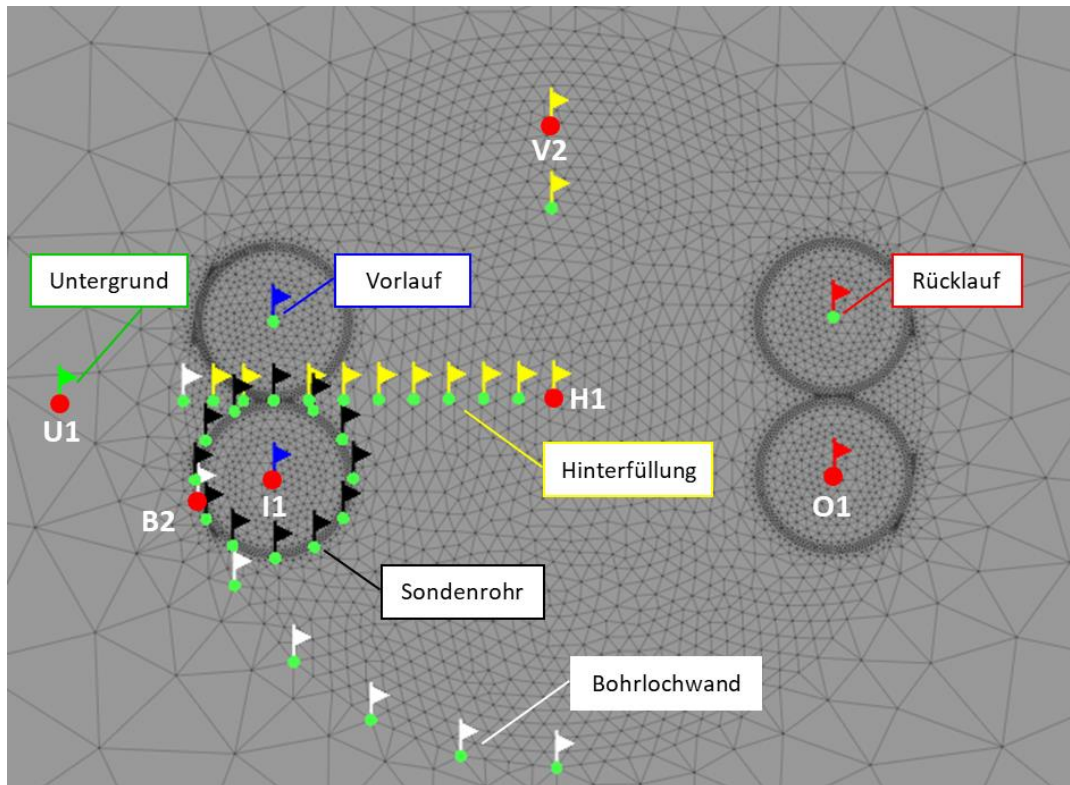 V2
Untergrund
Vorlauf
Rücklauf
U1
H1
Hinterfüllung
B2
I1
O1
Sondenrohr
Bohrlochwand